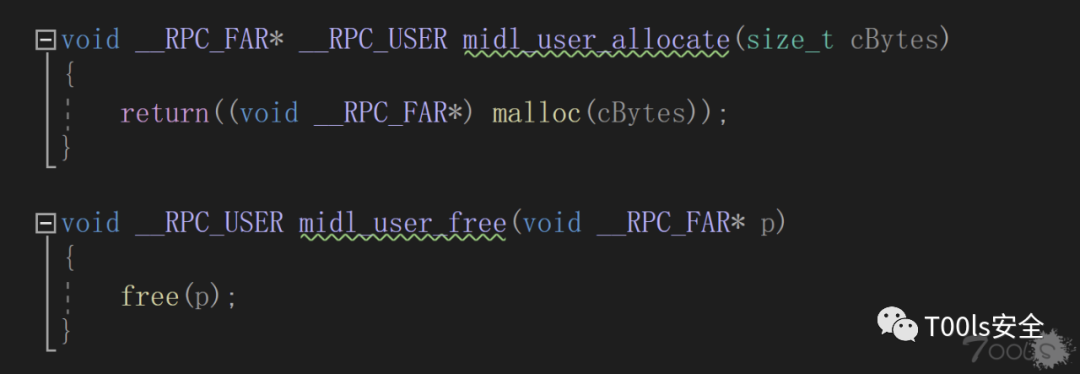 void __RPC_FAR* __RPC_USER midl_user_allocate(size_t cBytes)
{
return((void __RPC_FAR*) malloc(cBytes));
}
void __RPC_USER midl_user_free(void __RPC_FAR* p)
{
free(p);
}
T00ls安全
T00ls